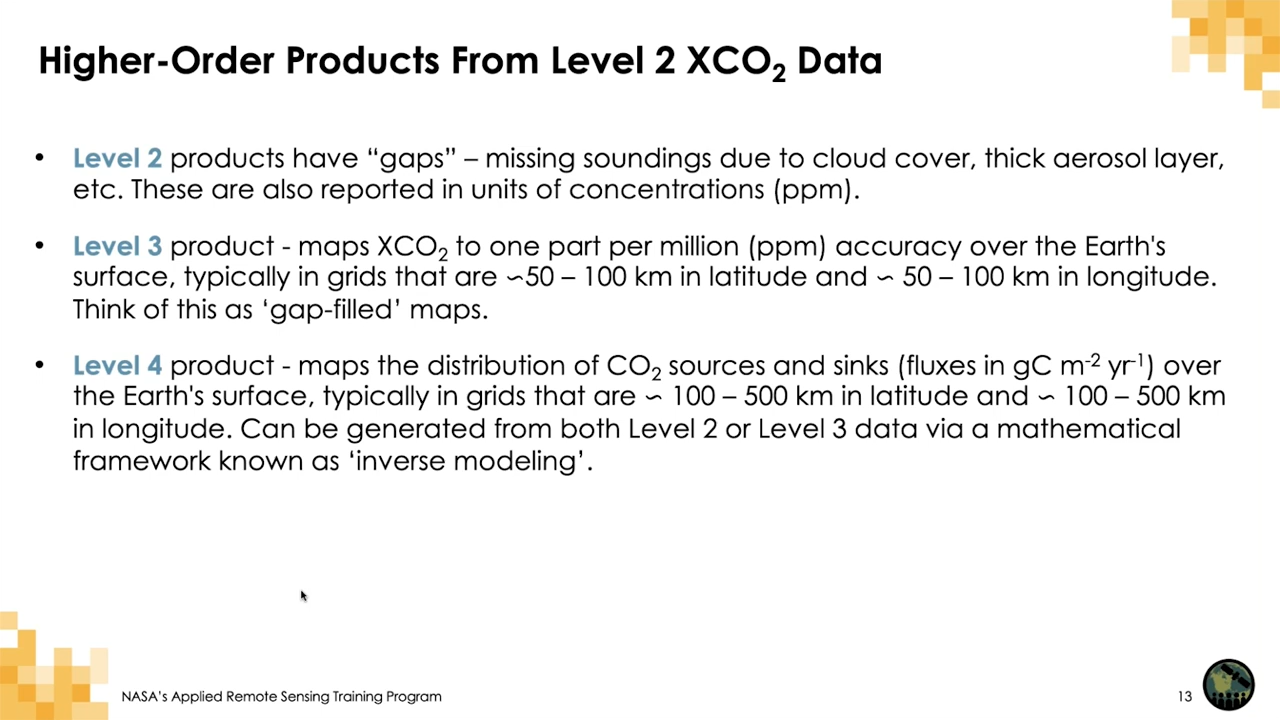 Higher-Order Products From Level 2 XCO₂ Data
• Level 2 products have “gaps” – missing soundings due to cloud cover, thick aerosol layer,
etc. These are also reported in units of concentrations (ppm).
• Level 3 product - maps XCO₂ to one part per million (ppm) accuracy over the Earth's
surface, typically in grids that are ∽50 – 100 km in latitude and ∽ 50 – 100 km in longitude.
Think of this as ‘gap-filled’ maps.
• Level 4 product - maps the distribution of CO₂ sources and sinks (fluxes in gC m⁻² yr⁻¹) over
the Earth's surface, typically in grids that are ∽ 100 – 500 km in latitude and ∽ 100 – 500 km
in longitude. Can be generated from both Level 2 or Level 3 data via a mathematical
framework known as ‘inverse modeling’.
NASA’s Applied Remote Sensing Training Program
13